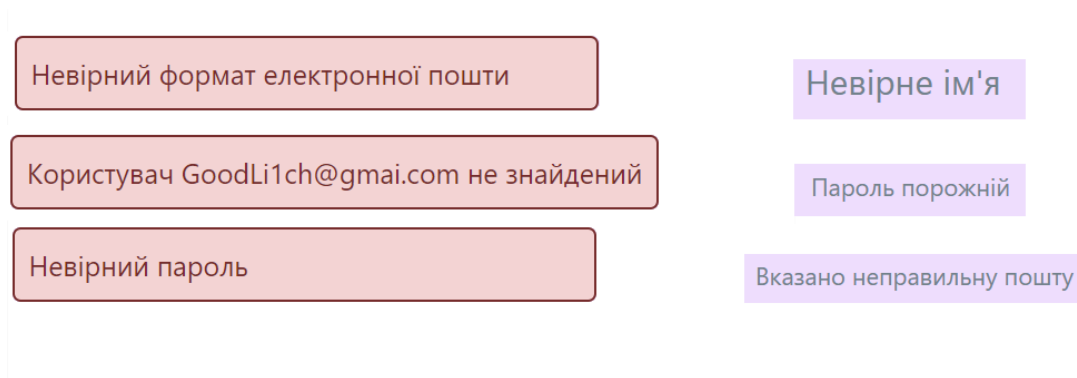 Невірний формат електронної пошти
Невірне ім'я
Користувач GoodLi1ch@gmai.com не знайдений
Пароль порожній
Невірний пароль
Вказано неправильну пошту